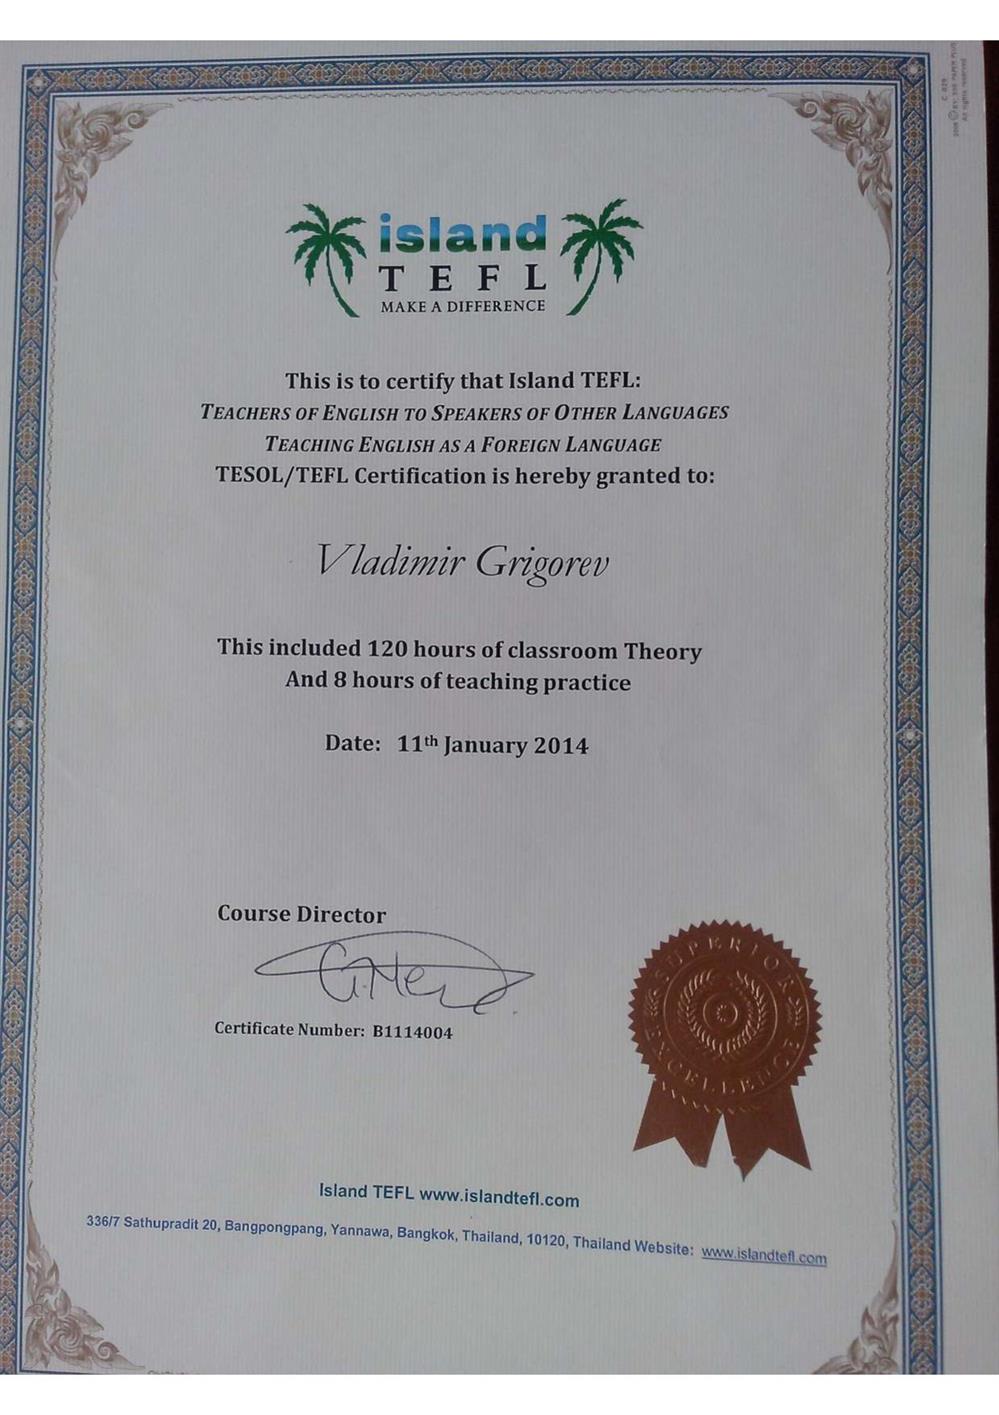 C 029
All rights reserved
island
TEFL
MAKE A DIFFERENCE
This is to certify that Island TEFL:
TEACHERS OF ENGLISH TO SPEAKERS OF OTHER LANGUAGES
TEACHING ENGLISH AS A FOREIGN LANGUAGE
TESOL/TEFL Certification is hereby granted to:
Vladimir Grigorev
This included 120 hours of classroom Theory
And 8 hours of teaching practice
Date: 11th January 2014
Course Director
Certificate Number: B1114004
SUPERIOR
EXCELLENCE
Island TEFL www.islandtefl.com
336/7 Sathupradit 20, Bangpongpang, Yannawa, Bangkok, Thailand, 10120, Thailand Website: www.islandtefl.com